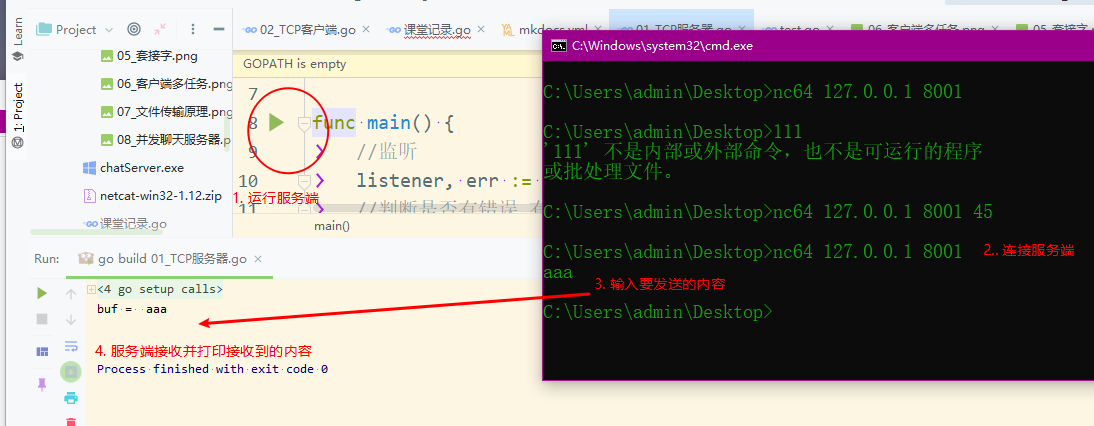 Project
02_TCP客户端.go
课堂记录.go
mkdocs.yml
01_TCP服务器.go
test.go
06_客户端多任务.png
05_套接字.png
Learn
1: Project
05_套接字.png
06_客户端多任务.png
07_文件传输原理.png
08_并发聊天服务器.p
chatServer.exe
netcat-win32-1.12.zip
课堂记录.go
GOPATH is empty
7
8 func main() {
9 //监听
10 listener, err :=
11 //判断是否有错误
main()
1. 运行服务端
C:\Windows\system32\cmd.exe
C:\Users\admin\Desktop>nc64 127.0.0.1 8001
C:\Users\admin\Desktop>111
'111' 不是内部或外部命令，也不是可运行的程序
或批处理文件。
C:\Users\admin\Desktop>nc64 127.0.0.1 8001 45
C:\Users\admin\Desktop>nc64 127.0.0.1 8001 2.. 连接服务端
aaa
3. 输入要发送的内容
C:\Users\admin\Desktop>
Run:
go build 01_TCP服务器.go
<4 go setup calls>
buf = aaa
4. 服务端接收并打印接收到的内容
Process finished with exit code 0